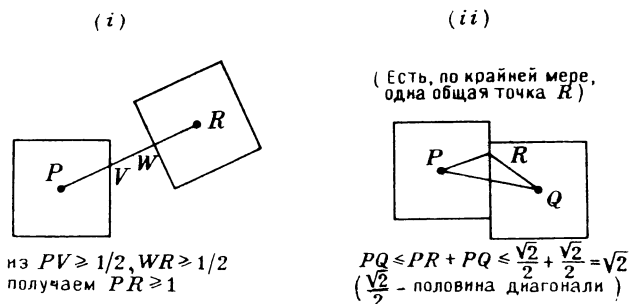 (i)
(ii)
(Есть, по крайней мере,
одна общая точка R)
P
V
W
R
P
R
Q
из PV ≥ 1/2, WR ≥ 1/2
получаем PR ≥ 1
PQ ≤ PR + PQ ≤ √2/2 + √2/2 = √2
(√2/2 - половина диагонали)